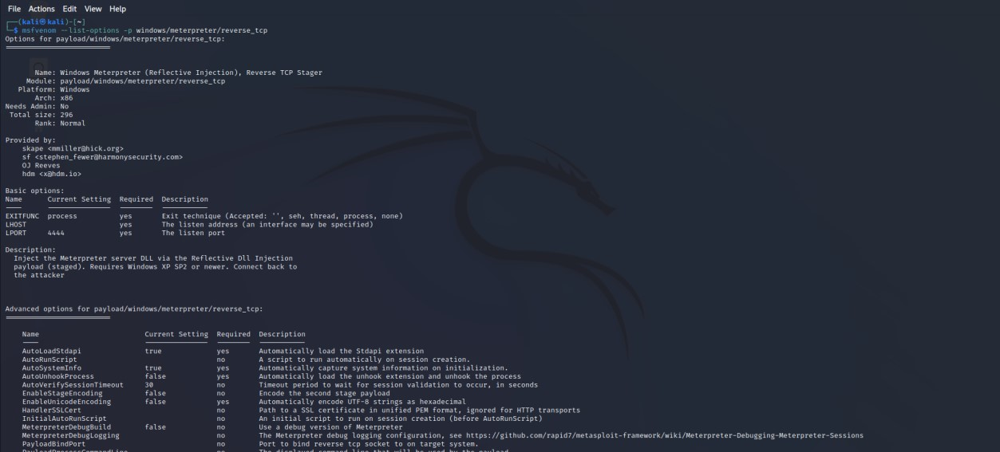 File Actions Edit View Help
┌──(kali㉿kali)-[~]
└─$ msfvenom --list-options -p windows/meterpreter/reverse_tcp
Options for payload/windows/meterpreter/reverse_tcp:
Name: Windows Meterpreter (Reflective Injection), Reverse TCP Stager
Module: payload/windows/meterpreter/reverse_tcp
Platform: Windows
Arch: x86
Needs Admin: No
Total size: 296
Rank: Normal
Provided by:
skape <mmiller@hick.org>
sf <stephen_fewer@harmonysecurity.com>
OJ Reeves
hdm <x@hdm.io>
Basic options:
Name Current Setting Required Description
EXITFUNC process yes Exit technique (Accepted: '', seh, thread, process, none)
LHOST yes The listen address (an interface may be specified)
LPORT 4444 yes The listen port
Description:
Inject the Meterpreter server DLL via the Reflective Dll Injection
payload (staged). Requires Windows XP SP2 or newer. Connect back to
the attacker
Advanced options for payload/windows/meterpreter/reverse_tcp:
Name Current Setting Required Description
AutoLoadStdapi true yes Automatically load the Stdapi extension
AutoRunScript no A script to run automatically on session creation.
AutoSystemInfo true yes Automatically capture system information on initialization.
AutoUnhookProcess false yes Automatically load the unhook extension and unhook the process
AutoVerifySessionTimeout 30 no Timeout period to wait for session validation to occur, in seconds
EnableStageEncoding false no Encode the second stage payload
EnableUnicodeEncoding false yes Automatically encode UTF-8 strings as hexadecimal
HandlerSSLCert no Path to a SSL certificate in unified PEM format, ignored for HTTP transports
InitialAutoRunScript no An initial script to run on session creation (before AutoRunScript)
MeterpreterDebugBuild false no Use a debug version of Meterpreter
MeterpreterDebugLogging no The Meterpreter debug logging configuration, see https://github.com/rapid7/metasploit-framework/wiki/Meterpreter-Debugging-Meterpreter-Sessions
PayloadBindPort no Port to bind reverse tcp socket to on target system.
PayloadProcessCommandLine no The displayed command line that will be used by the payload